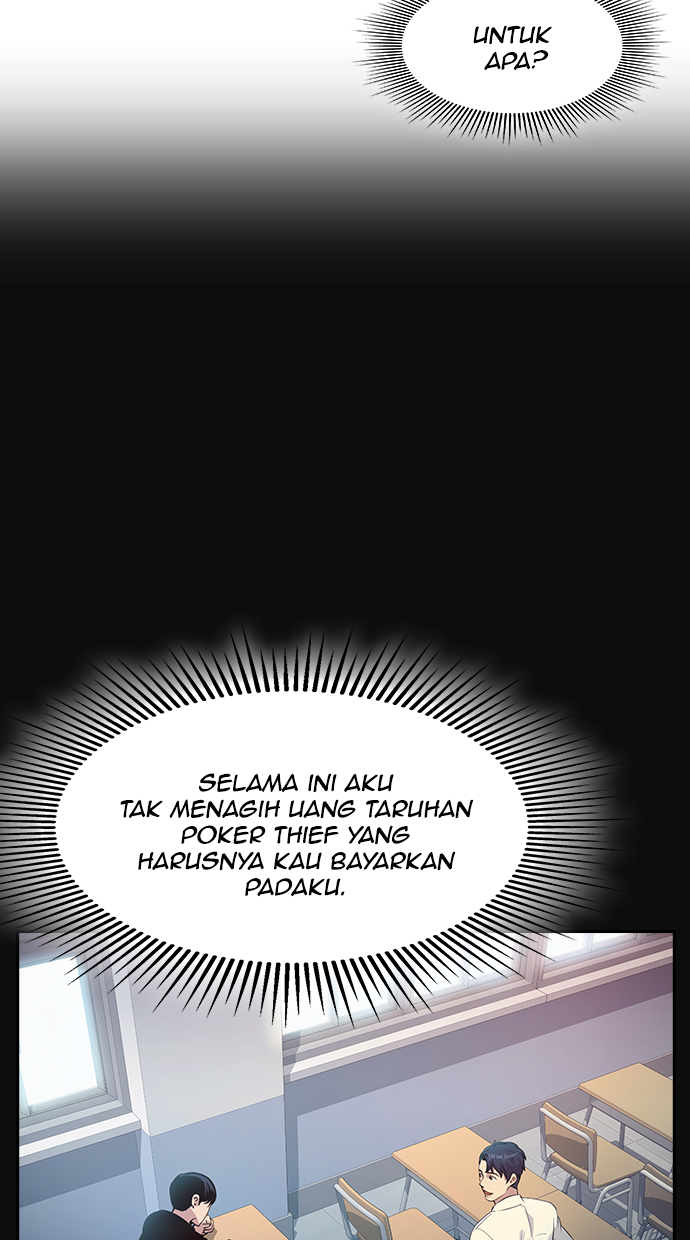 UNTUK
APA?
SELAMA INI AKU
TAK MENAGIH UANG TARUHAN
POKER THIEF YANG
HARUSNYA KAU BAYARKAN
PADAKU.